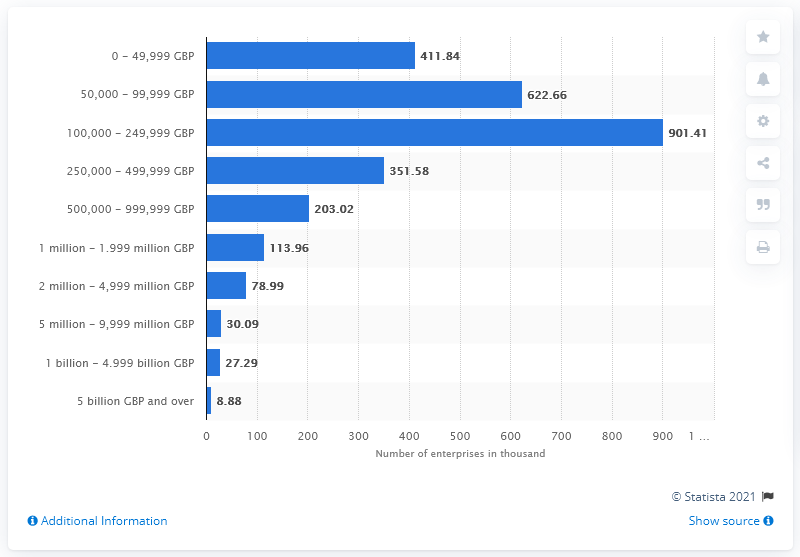 0 – 49,999 GBP 411.84
50,000 – 99,999 GBP 622.66
100,000 – 249,999 GBP 901.41
250,000 – 499,999 GBP 351.58
500,000 – 999,999 GBP 203.02
1 million – 1.999 million GBP 113.96
2 million – 4,999 million GBP 78.99
5 million – 9,999 million GBP 30.09
1 billion – 4.999 billion GBP 27.29
5 billion GBP and over 8.88
0 100 200 300 400 500 600 700 800 900 1 ...
Number of enterprises in thousand
© Statista 2021
Additional Information Show source